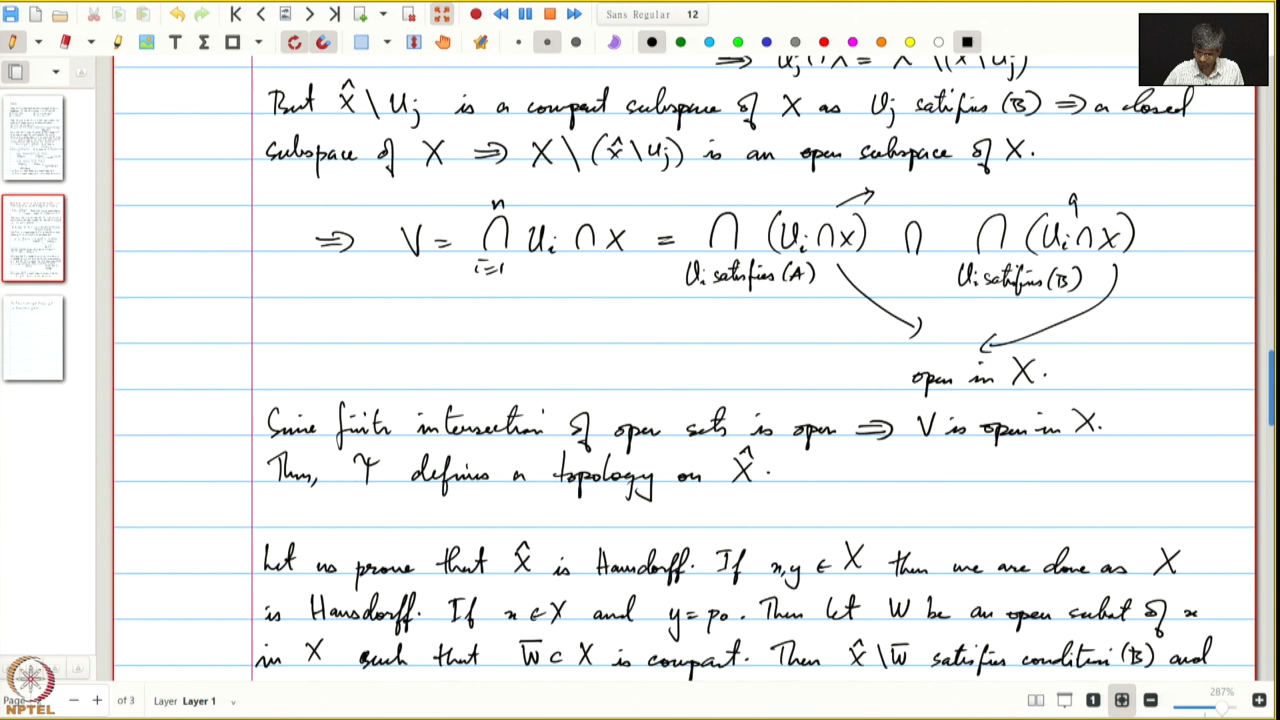 Sans Regular 12
⟹ Uj ∩ X = X \ (X̂ \ Uj)
But X̂ \ Uj is a compact subspace of X as Uj satisfies (B) ⟹ a closed
subspace of X ⟹ X \ (X̂ \ Uj) is an open subspace of X.
⟹ V = ⋂ Ui ∩ X = ⋂ (Ui ∩ X) ∩ ⋂ (Ui ∩ X)
n
i=1
Ui satisfies (A) Ui satisfies (B)
open in X.
Since finite intersection of open sets is open ⟹ V is open in X.
Thus, τ defines a topology on X̂.
Let us prove that X̂ is Hausdorff. If x, y ∈ X then we are done as X
is Hausdorff. If x ∈ X and y = p0. Then let W be an open subset of x
in X such that W̅ ⊂ X is compact. Then X̂ \ W̅ satisfies condition (B) and
NPTEL
Page
of 3
Layer Layer 1
287%